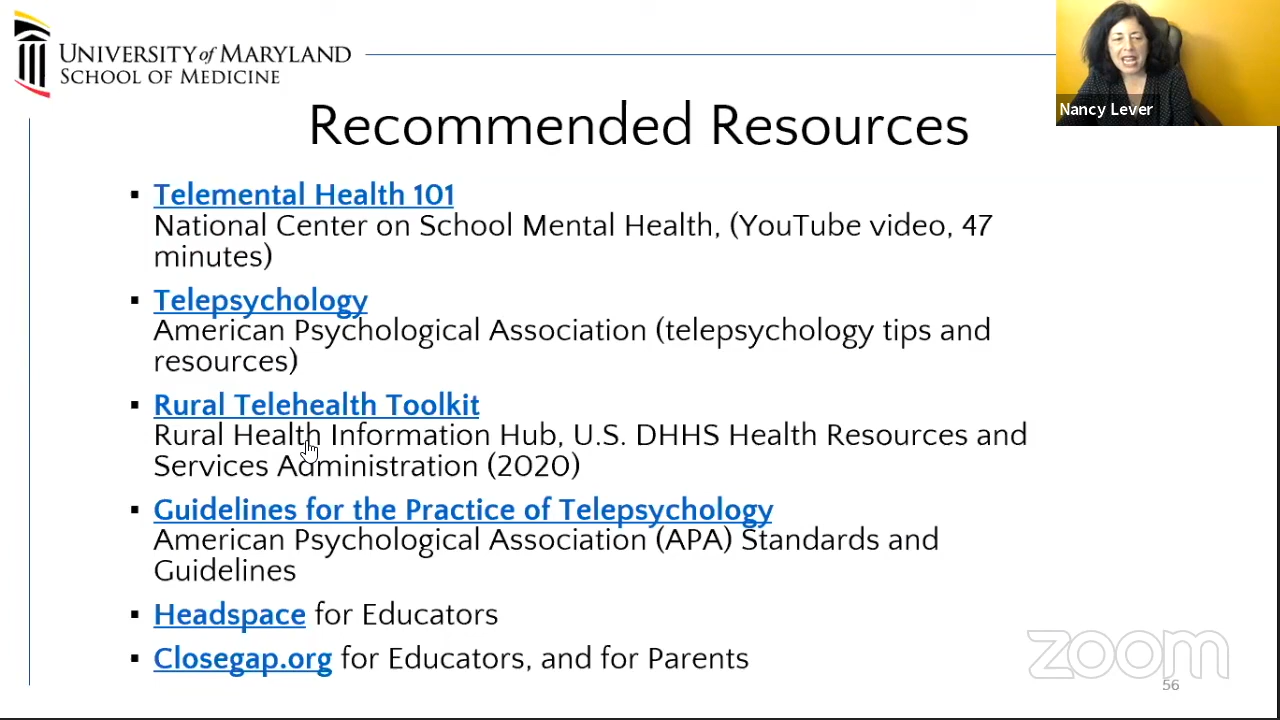 UNIVERSITY of MARYLAND
SCHOOL OF MEDICINE
Nancy Lever
Recommended Resources
▪ Telemental Health 101
National Center on School Mental Health, (YouTube video, 47
minutes)
▪ Telepsychology
American Psychological Association (telepsychology tips and
resources)
▪ Rural Telehealth Toolkit
Rural Health Information Hub, U.S. DHHS Health Resources and
Services Administration (2020)
▪ Guidelines for the Practice of Telepsychology
American Psychological Association (APA) Standards and
Guidelines
▪ Headspace for Educators
▪ Closegap.org for Educators, and for Parents
zoom
56